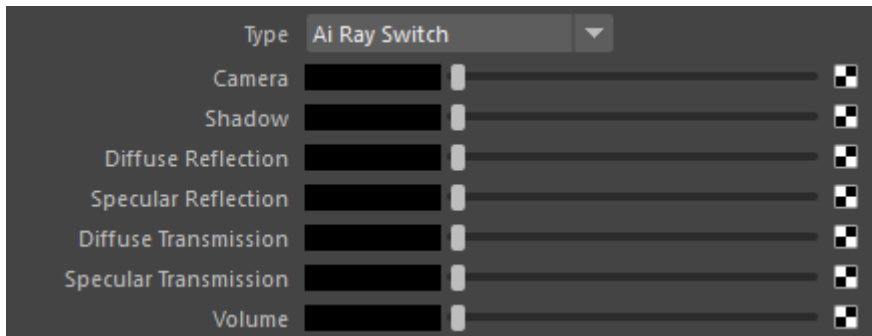 Type Ai Ray Switch
Camera
Shadow
Diffuse Reflection
Specular Reflection
Diffuse Transmission
Specular Transmission
Volume